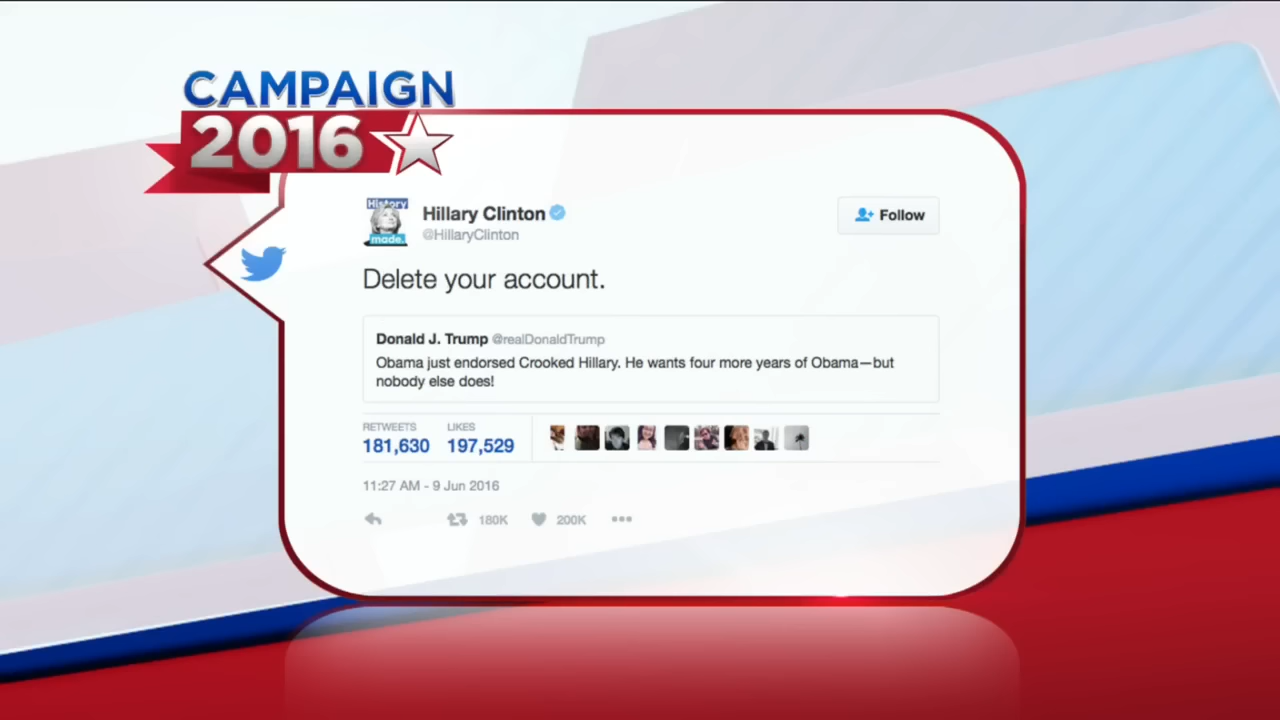 CAMPAIGN
2016
History
made.
Hillary Clinton
@HillaryClinton
Follow
Delete your account.
Donald J. Trump @realDonaldTrump
Obama just endorsed Crooked Hillary. He wants four more years of Obama—but
nobody else does!
RETWEETS LIKES
181,630 197,529
11:27 AM - 9 Jun 2016
180K 200K